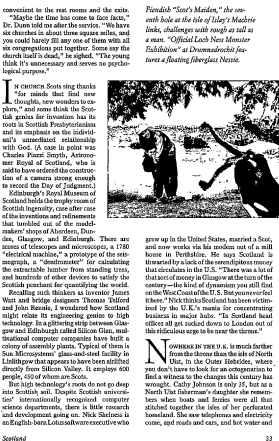 convenient to the rest rooms and the exits.
"Maybe the time has come to face facts,"
Dr. Dunn told me after the service. "We have
six churches in about three square miles, and
you could barely fill any one of them with all
six congregations put together. Some say the
church itself is dead," he sighed. "The young
think it's unnecessary and serves no psycho-
logical purpose."
IN CHURCH Scots sing thanks
"for minds that find new
thoughts, new wonders to ex-
plore," and some think the Scot-
tish genius for invention has its
roots in Scottish Presbyterianism
and its emphasis on the individ-
ual's unmediated relationship
with God. (A case in point was
Charles Piazzi Smyth, Astrono-
mer Royal of Scotland, who is
said to have ordered the construc-
tion of a camera strong enough
to record the Day of Judgment.)
Edinburgh's Royal Museum of
Scotland holds the trophy room of
Scottish ingenuity, case after case
of the inventions and refinements
that tumbled out of the model-
makers' shops of Aberdeen, Dun-
dee, Glasgow, and Edinburgh. There are
scores of telescopes and microscopes, a 1780
"electrical machine," a prototype of the seis-
mograph, a "dendrometer" for calculating
the extractable lumber from standing trees,
and hundreds of other devices to satisfy the
Scottish penchant for quantifying the world.
Recalling such thinkers as inventor James
Watt and bridge designers Thomas Telford
and John Rennie, I wondered how Scotland
might relate its engineering genius to high
technology. In a glittering strip between Glas-
gow and Edinburgh called Silicon Glen, mul-
tinational computer companies have built a
colony of assembly plants. Typical of them is
Sun Microsystems' glass-and-steel facility in
Linlithgow that appears to have been airlifted
directly from Silicon Valley. It employs 600
people, 450 of whom are Scots.
But high technology's roots do not go deep
into Scottish soil. Despite Scottish universi-
ties' internationally recognized computer
science departments, there is little research
and development going on. Nick Skeltnes is
an English-born Lotus software executive who
Fiendish "Scot's Maiden," the sev-
enth hole at the isle of Islay's Machrie
links, challenges with rough as tall as
a man. "Official Loch Ness Monster
Exhibition" at Drumnadrochit fea-
tures a floating fiberglass Nessie.
grew up in the United States, married a Scot,
and now works via his modem out of a mill
house in Perthshire. He says Scotland is
thwarted by a lack of the serendipitous money
that circulates in the U.S. "There was a lot of
that sort of money in Glasgow at the turn of the
century—the kind of dynamism you still find
on the West Coast of the U.S. But you never feel
it here." Nick thinks Scotland has been victim-
ized by the U.K.'s mania for concentrating
business in major hubs. "In Scotland head
offices all get sucked down to London out of
this ridiculous urge to be near the throne."
NOWHERE IN THE U.K. is much farther
from the throne than the isle of North
Uist, in the Outer Hebrides, where
you don't have to look for an octogenarian to
find a witness to the changes this century has
wrought. Cathy Johnson is only 35, but as a
North Uist fisherman's daughter she remem-
bers when boats and ferries were all that
stitched together the isles of her perforated
homeland. She saw telephones and electricity
come, and roads and cars, and hot water and
Scotland
13